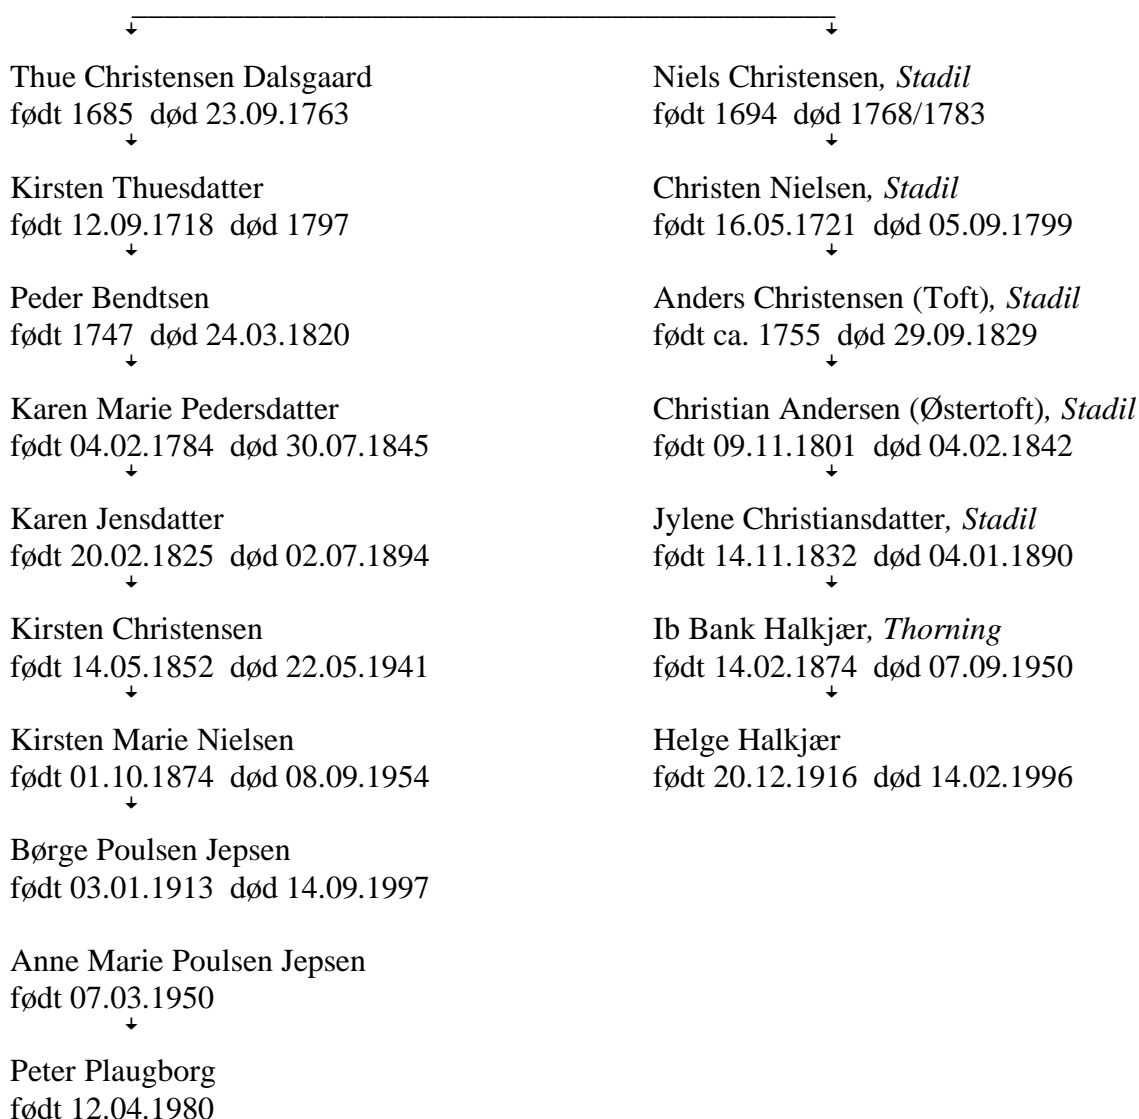 Thue Christensen Dalsgaard
født 1685 død 23.09.1763
Kirsten Thuesdatter
født 12.09.1718 død 1797
Peder Bendtsen
født 1747 død 24.03.1820
Karen Marie Pedersdatter
født 04.02.1784 død 30.07.1845
Karen Jensdatter
født 20.02.1825 død 02.07.1894
Kirsten Christensen
født 14.05.1852 død 22.05.1941
Kirsten Marie Nielsen
født 01.10.1874 død 08.09.1954
Børge Poulsen Jepsen
født 03.01.1913 død 14.09.1997
Anne Marie Poulsen Jepsen
født 07.03.1950
Peter Plaugborg
født 12.04.1980
Niels Christensen, Stadil
født 1694 død 1768/1783
Christen Nielsen, Stadil
født 16.05.1721 død 05.09.1799
Anders Christensen (Toft), Stadil
født ca. 1755 død 29.09.1829
Christian Andersen (Østertoft), Stadil
født 09.11.1801 død 04.02.1842
Jylene Christiansdatter, Stadil
født 14.11.1832 død 04.01.1890
Ib Bank Halkjær, Thorning
født 14.02.1874 død 07.09.1950
Helge Halkjær
født 20.12.1916 død 14.02.1996